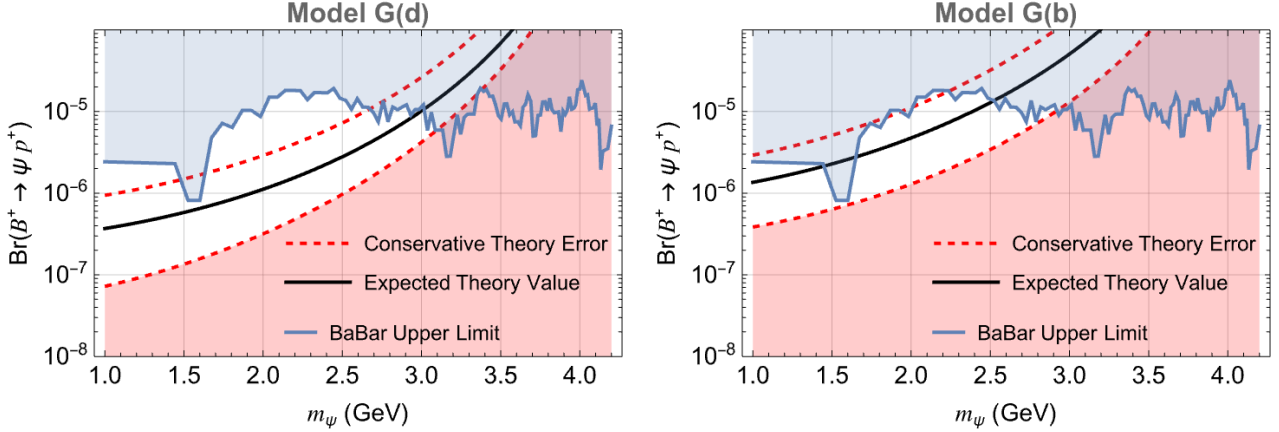 Model G(d)
Br(B⁺ → ψ p⁺)
10⁻⁵
10⁻⁶
10⁻⁷
10⁻⁸
Conservative Theory Error
Expected Theory Value
BaBar Upper Limit
1.0 1.5 2.0 2.5 3.0 3.5 4.0
m_ψ (GeV)
Model G(b)
Br(B⁺ → ψ p⁺)
10⁻⁵
10⁻⁶
10⁻⁷
10⁻⁸
Conservative Theory Error
Expected Theory Value
BaBar Upper Limit
1.0 1.5 2.0 2.5 3.0 3.5 4.0
m_ψ (GeV)